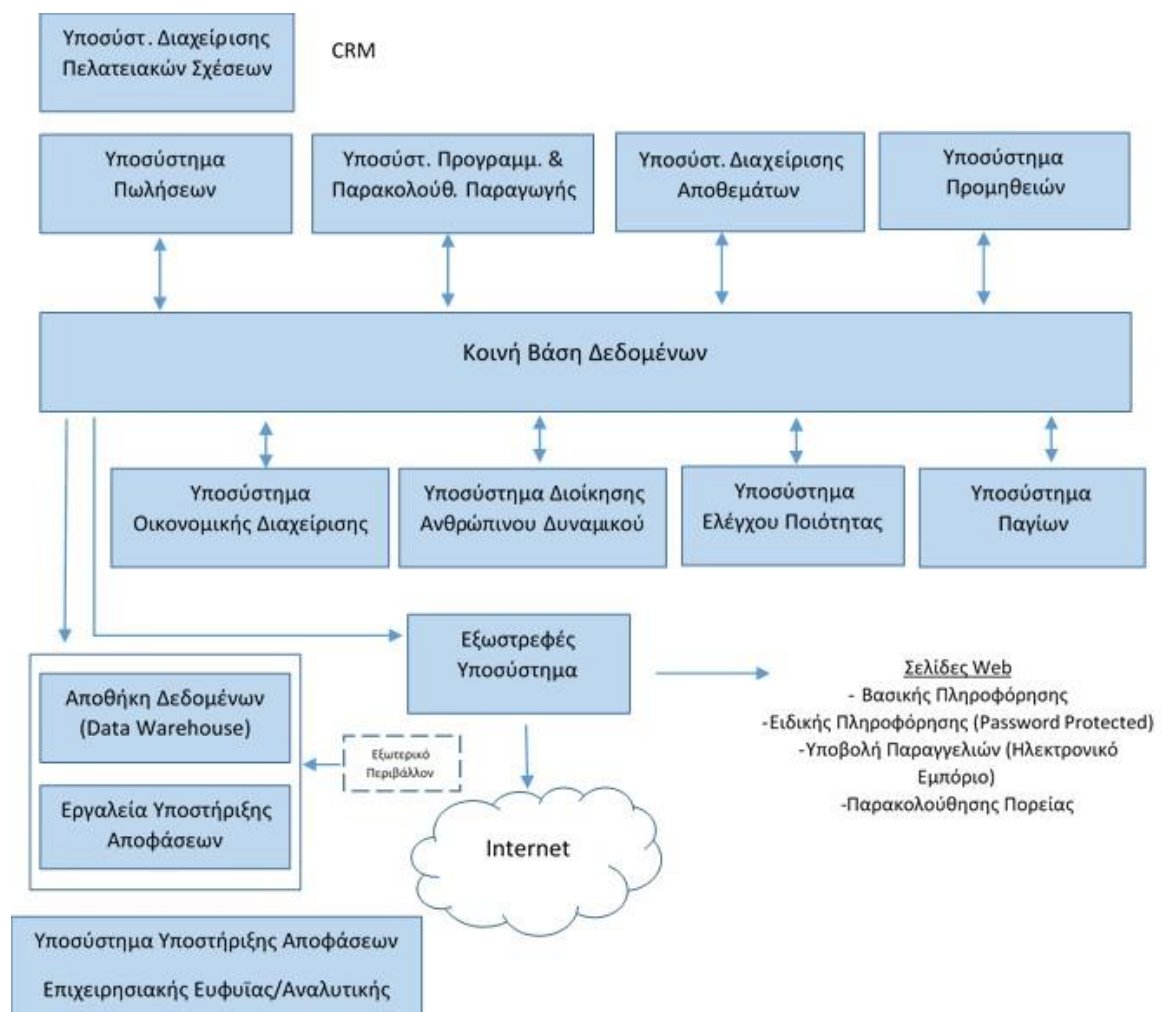 Υποσύστ. Διαχείρισης
Πελατειακών Σχέσεων
CRM
Υποσύστημα
Πωλήσεων
Υποσύστ. Προγραμμ. &
Παρακολούθ. Παραγωγής
Υποσύστ. Διαχείρισης
Αποθεμάτων
Υποσύστημα
Προμηθειών
Κοινή Βάση Δεδομένων
Υποσύστημα
Οικονομικής Διαχείρισης
Υποσύστημα Διοίκησης
Ανθρώπινου Δυναμικού
Υποσύστημα
Ελέγχου Ποιότητας
Υποσύστημα
Παγίων
Εξωστρεφές
Υποσύστημα
Σελίδες Web
- Βασικής Πληροφόρησης
-Ειδικής Πληροφόρησης (Password Protected)
-Υποβολή Παραγγελιών (Ηλεκτρονικό
Εμπόριο)
-Παρακολούθησης Πορείας
Αποθήκη Δεδομένων
(Data Warehouse)
Εξωτερικό
Περιβάλλον
Εργαλεία Υποστήριξης
Αποφάσεων
Internet
Υποσύστημα Υποστήριξης Αποφάσεων
Επιχειρησιακής Ευφυΐας/Αναλυτικής